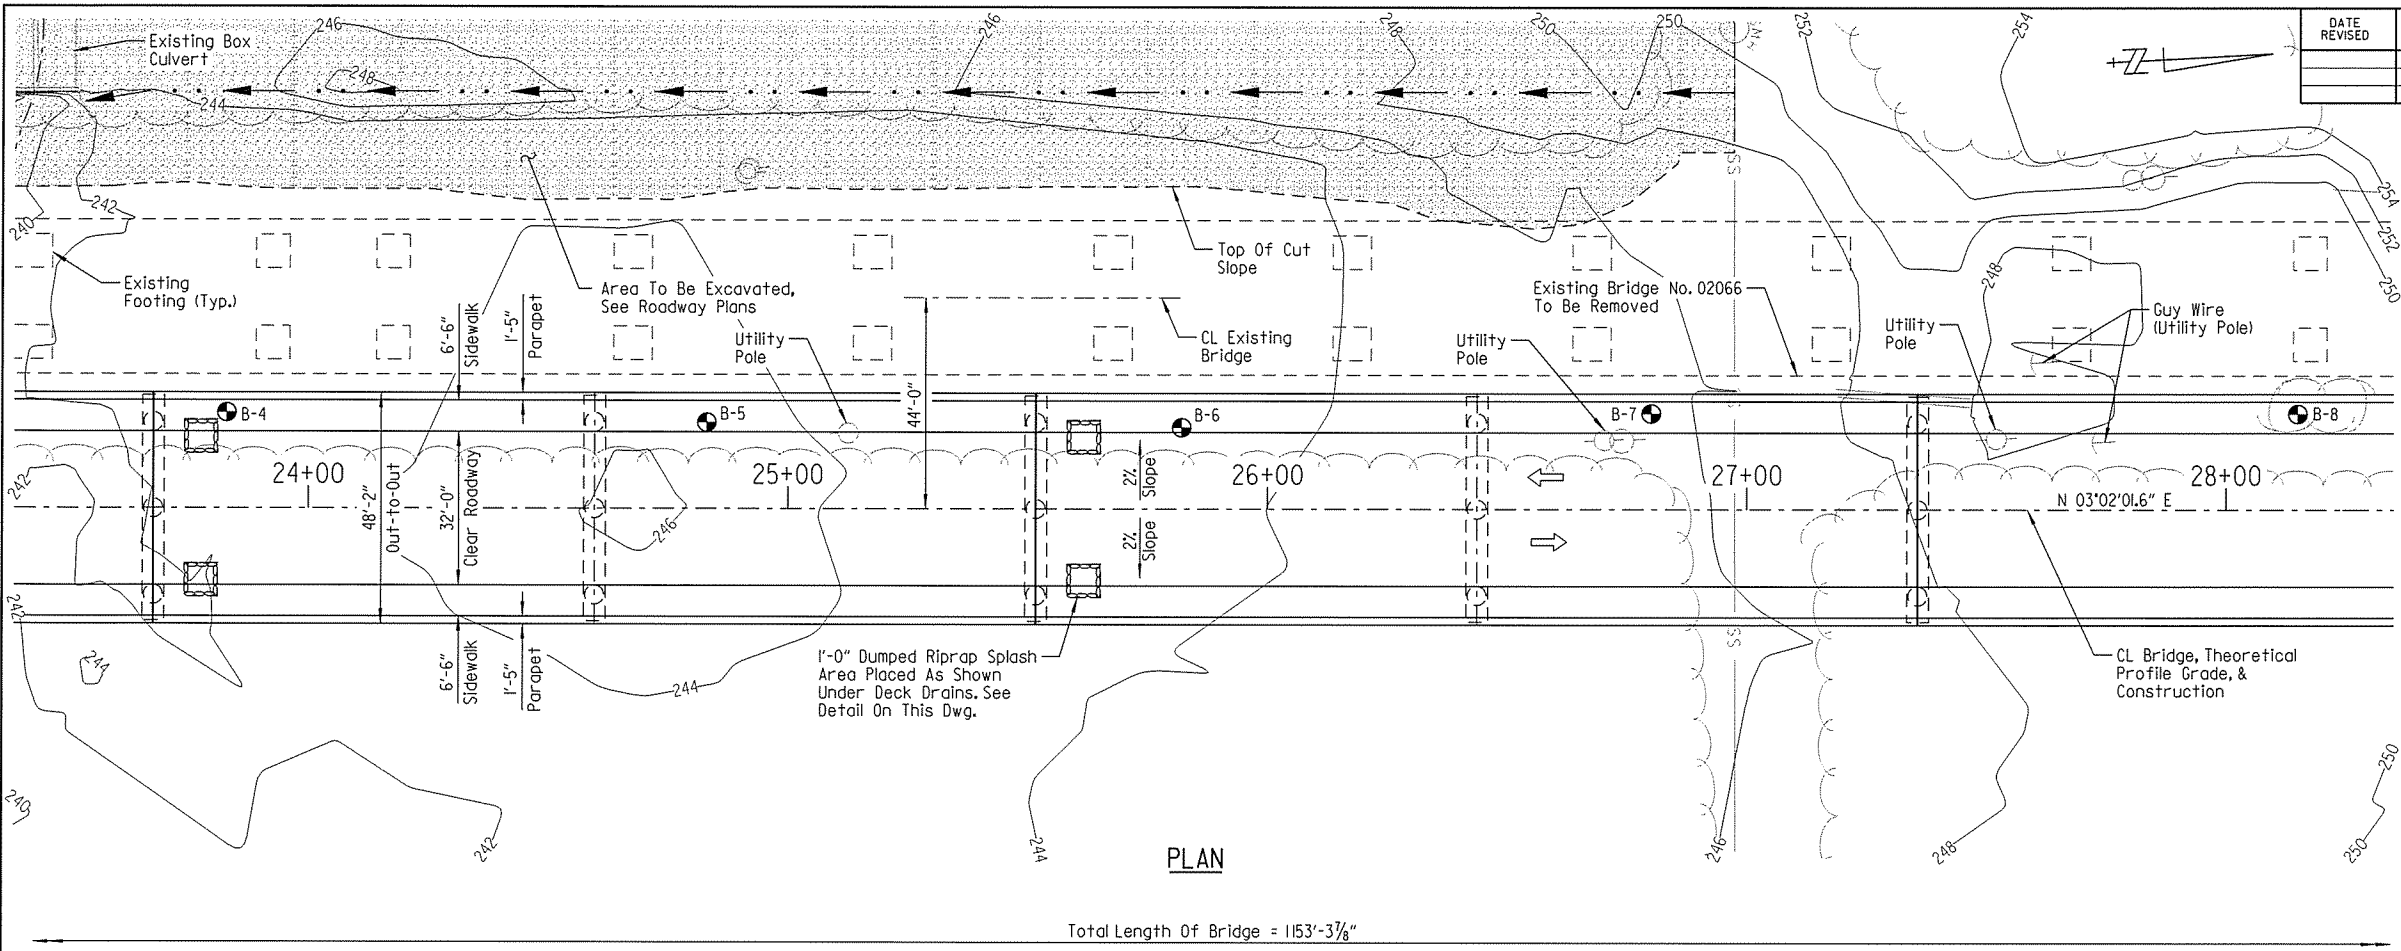 DATE
REVISED
Existing Box
Culvert
246
248
244
246
248
250
250
252
254
SS
240
242
254
252
250
Existing
Footing (Typ.)
Area To Be Excavated,
See Roadway Plans
Top Of Cut
Slope
CL Existing
Bridge
Existing Bridge No. 02066
To Be Removed
248
Guy Wire
(Utility Pole)
Utility
Pole
Utility
Pole
Utility
Pole
6'-6"
Sidewalk
1'-5"
Parapet
44'-0"
B-4
B-5
B-6
B-7
B-8
242
24+00
25+00
26+00
27+00
28+00
48'-2"
Out-to-Out
32'-0"
Clear Roadway
246
2%
Slope
2%
Slope
N 03°02'01.6" E
242
244
6'-6"
Sidewalk
1'-5"
Parapet
244
SS
1'-0" Dumped Riprap Splash
Area Placed As Shown
Under Deck Drains. See
Detail On This Dwg.
CL Bridge, Theoretical
Profile Grade, &
Construction
240
242
244
246
248
250
250
PLAN
Total Length Of Bridge = 1153'-3⅞"